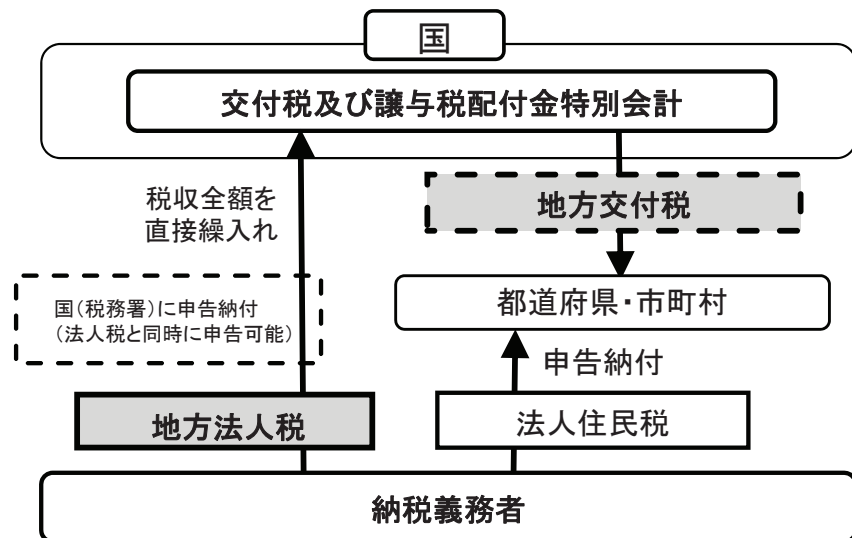 国
交付税及び譲与税配付金特別会計
税収全額を
直接繰入れ
地方交付税
国(税務署)に申告納付
(法人税と同時に申告可能)
都道府県・市町村
申告納付
地方法人税
法人住民税
納税義務者